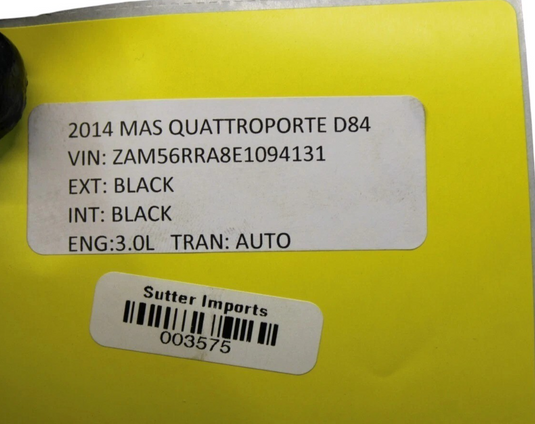 2014 MAS QUATTROPORTE D84
VIN: ZAM56RRA8E1094131
EXT: BLACK
INT: BLACK
ENG:3.0L TRAN: AUTO
Sutter Imports
003575